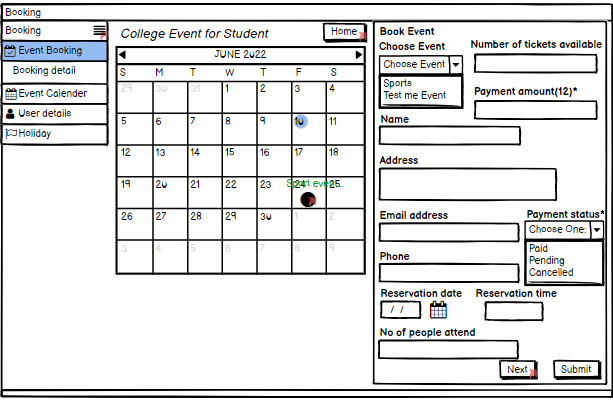 Booking
Booking
Event Booking
Booking detail
Event Calender
User details
Holiday
College Event for Student
Home
JUNE 2022
S M T W T F S
29 30 31 1 2 3 4
5 6 7 8 9 10 11
12 13 14 15 16 17 18
19 20 21 22 23 24 25
Sport event
26 27 28 29 30 1 2
3 4 5 6 7 8 9
Book Event
Choose Event
Choose Event
Sports
Test me Event
Number of tickets available
Payment amount(12)*
Name
Address
Email address
Payment status*
Choose One:
Paid
Pending
Cancelled
Phone
Reservation date
/ /
Reservation time
No of people attend
Next
Submit